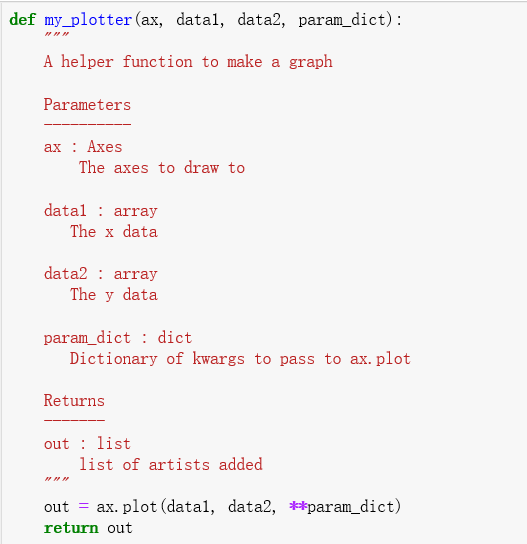 def my_plotter(ax, data1, data2, param_dict):
    """
    A helper function to make a graph

    Parameters
    ----------
    ax : Axes
        The axes to draw to

    data1 : array
       The x data

    data2 : array
       The y data

    param_dict : dict
       Dictionary of kwargs to pass to ax.plot

    Returns
    -------
    out : list
        list of artists added
    """
    out = ax.plot(data1, data2, **param_dict)
    return out